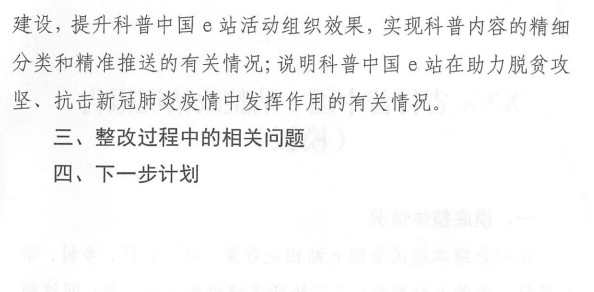 建设，提升科普中国 e 站活动组织效果，实现科普内容的精细
分类和精准推送的有关情况；说明科普中国 e 站在助力脱贫攻
坚、抗击新冠肺炎疫情中发挥作用的有关情况。
三、整改过程中的相关问题
四、下一步计划